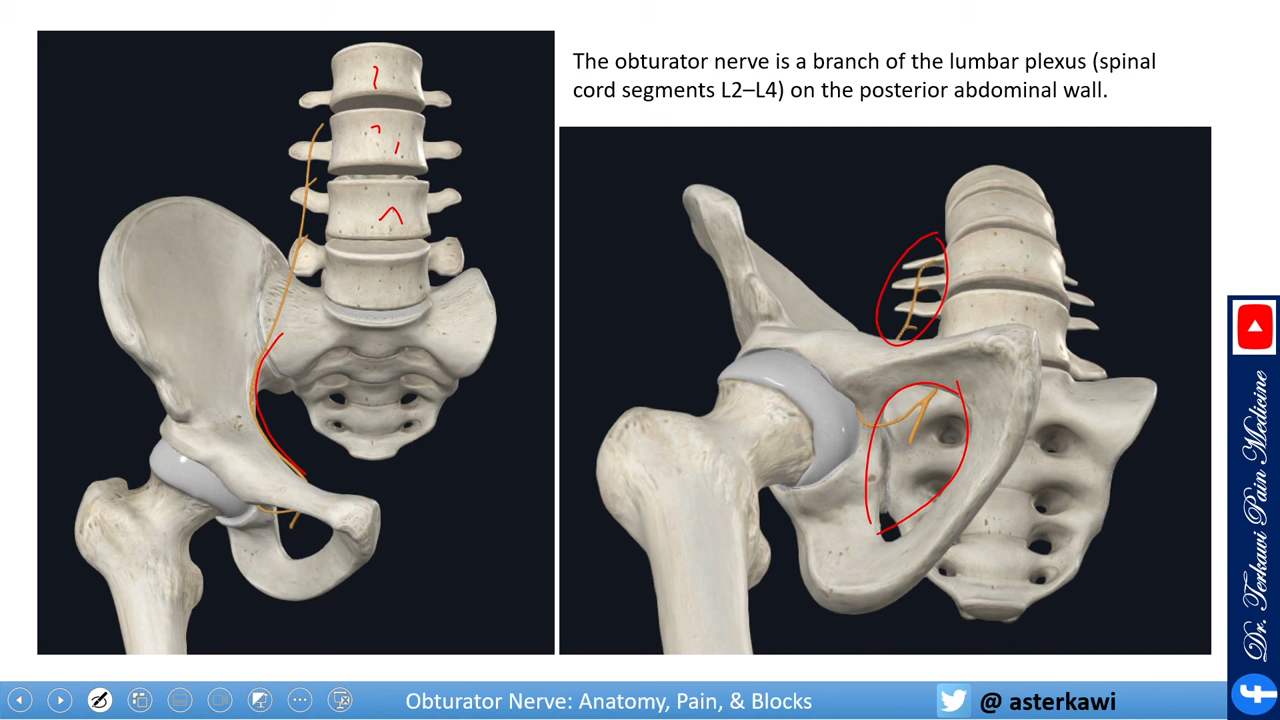 The obturator nerve is a branch of the lumbar plexus (spinal
cord segments L2–L4) on the posterior abdominal wall.
Dr. Terkawi Pain Medicine
Obturator Nerve: Anatomy, Pain, & Blocks
@ asterkawi